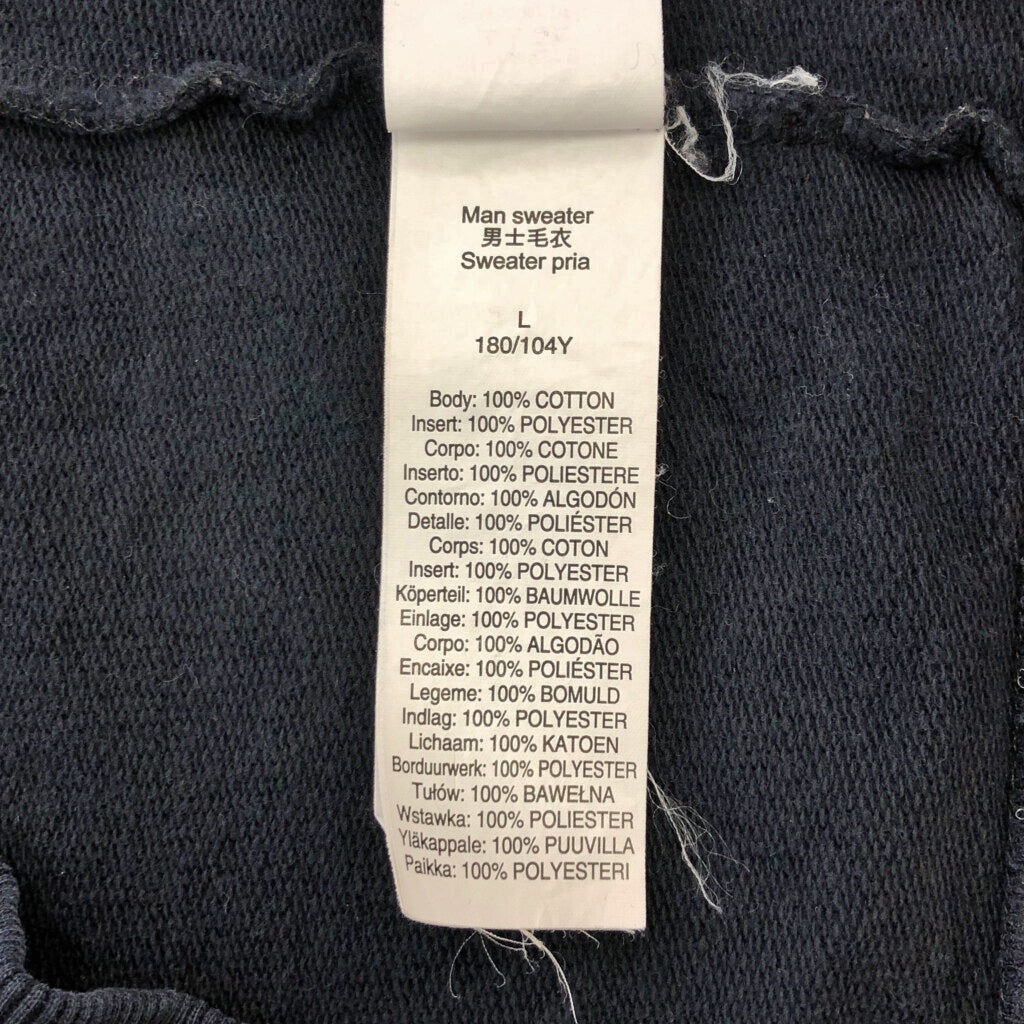 Man sweater
男士毛衣
Sweater pria
L
180/104Y
Body: 100% COTTON
Insert: 100% POLYESTER
Corpo: 100% COTONE
Inserto: 100% POLIESTERE
Contorno: 100% ALGODÓN
Detalle: 100% POLIÉSTER
Corps: 100% COTON
Insert: 100% POLYESTER
Köperteil: 100% BAUMWOLLE
Einlage: 100% POLYESTER
Corpo: 100% ALGODÃO
Encaixe: 100% POLIÉSTER
Legeme: 100% BOMULD
Indlag: 100% POLYESTER
Lichaam: 100% KATOEN
Borduurwerk: 100% POLYESTER
Tułów: 100% BAWEŁNA
Wstawka: 100% POLIESTER
Yläkappale: 100% PUUVILLA
Paikka: 100% POLYESTERI